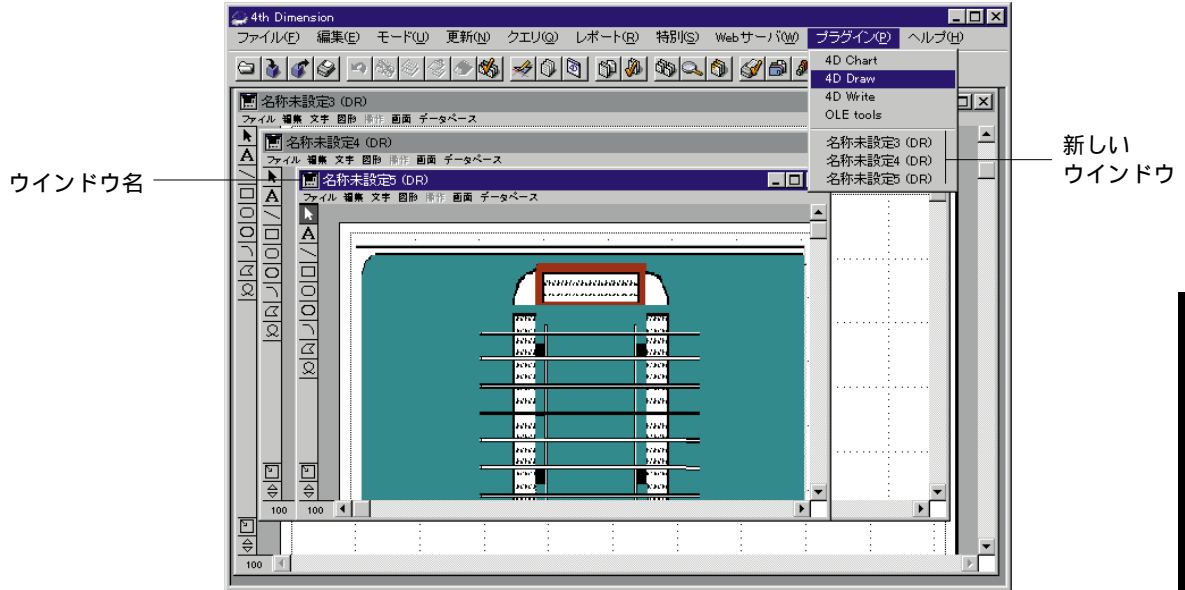 4th Dimension
ファイル(F) 編集(E) モード(U) 更新(N) クエリ(Q) レポート(R) 特別(S) Webサーバ(W) プラグイン(P) ヘルプ(H)
4D Chart
4D Draw
4D Write
OLE tools
名称未設定3 (DR)
名称未設定4 (DR)
名称未設定5 (DR)
新しい
ウインドウ
ウインドウ名
名称未設定3 (DR)
ファイル 編集 文字 図形 操作 画面 データベース
名称未設定4 (DR)
ファイル 編集 文字 図形 操作 画面 データベース
名称未設定5 (DR)
ファイル 編集 文字 図形 操作 画面 データベース
A
A
A
100
100
100